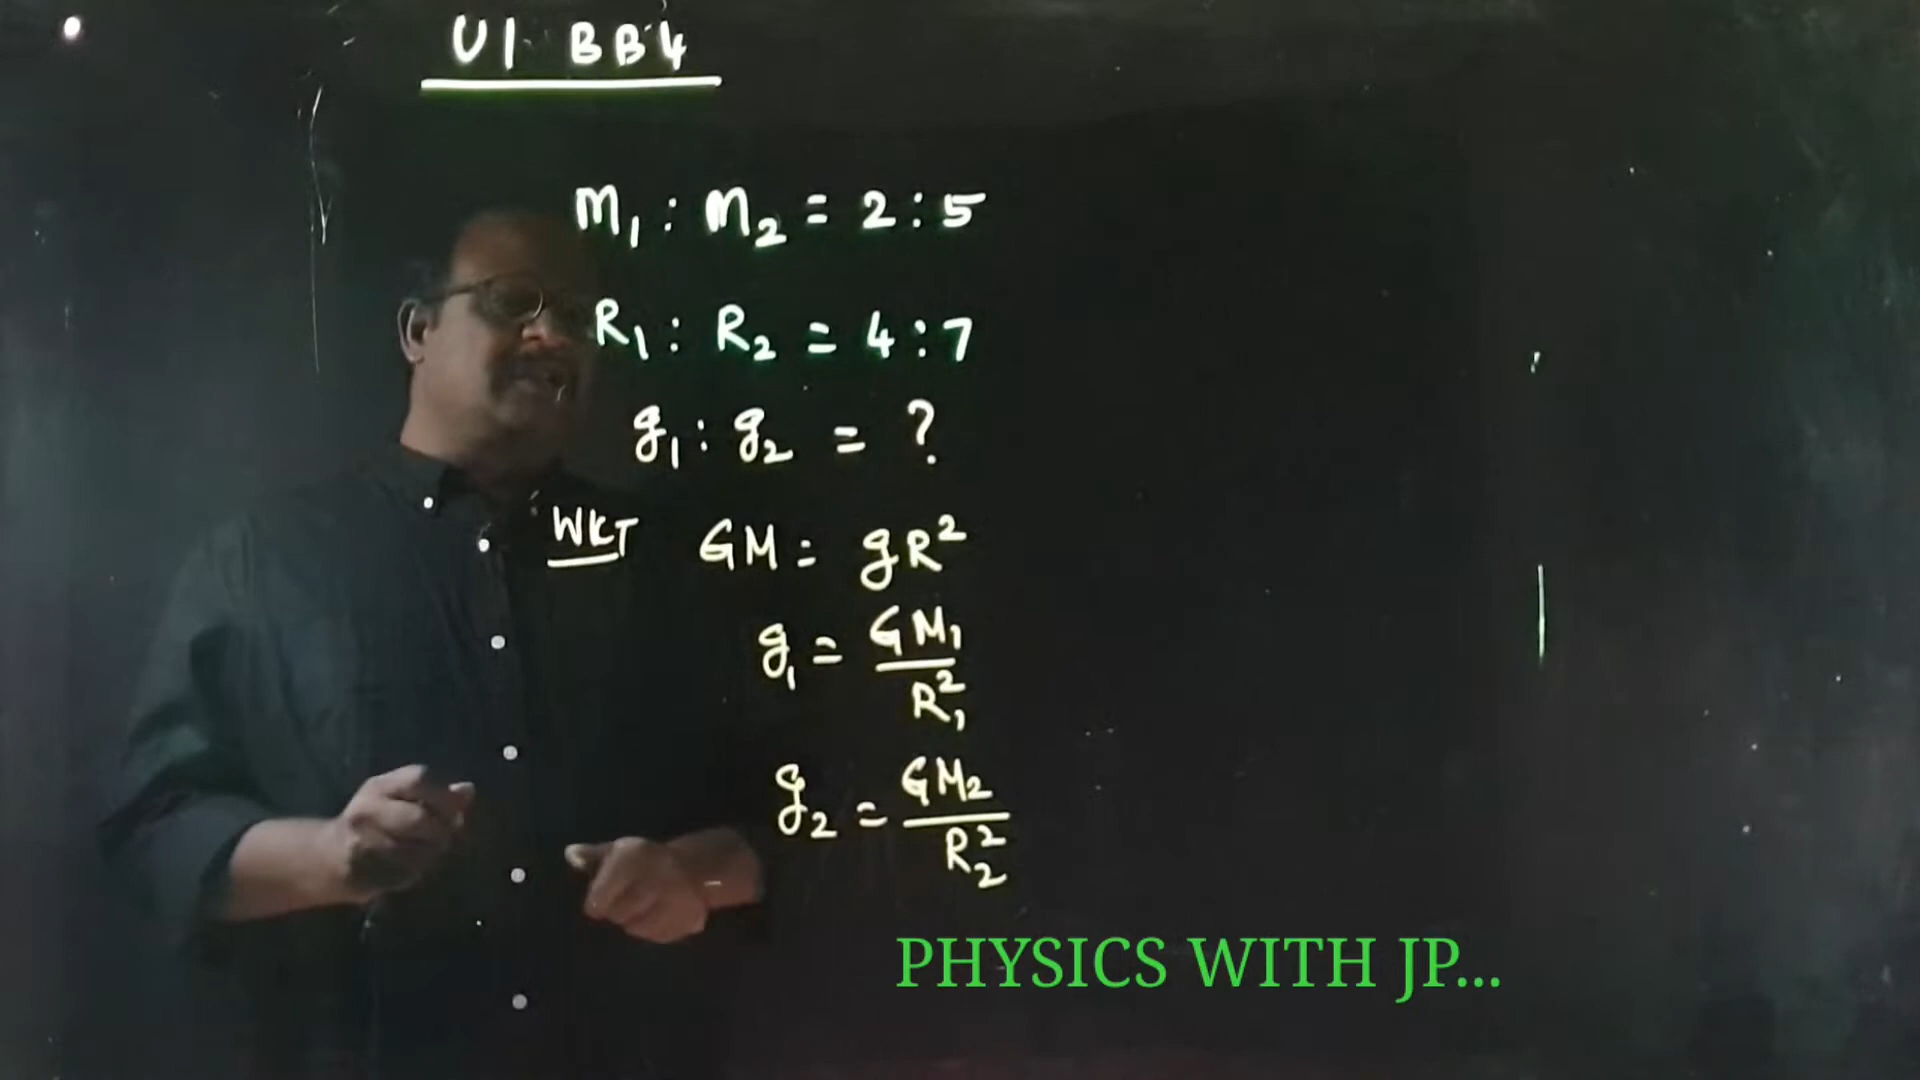 U1 BB4
M₁ : M₂ = 2 : 5
R₁ : R₂ = 4 : 7
g₁ : g₂ = ?
WKT GM = gR²
g₁ = GM₁/R₁²
g₂ = GM₂/R₂²
PHYSICS WITH JP...